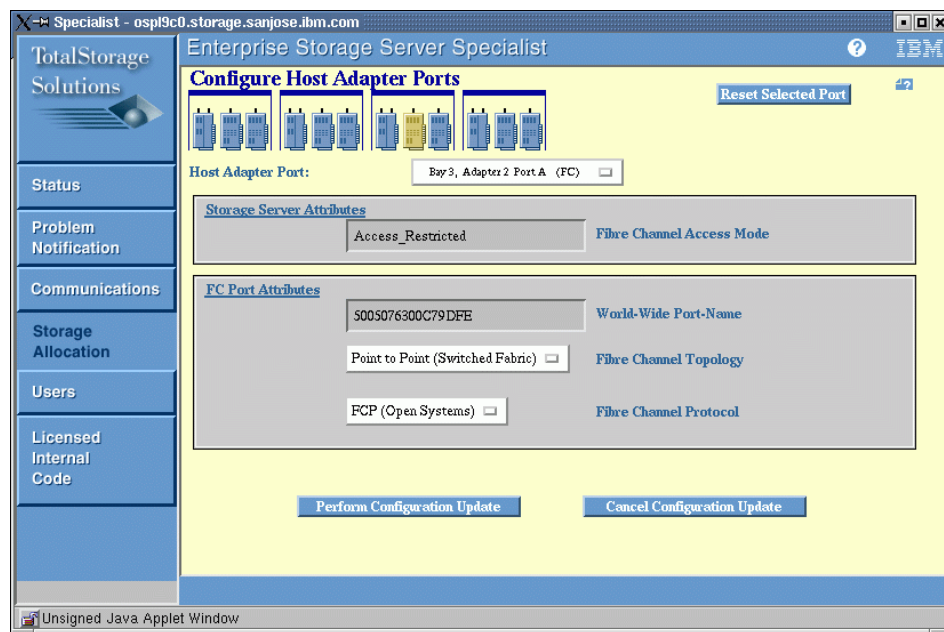 Specialist - ospl9c0.storage.sanjose.ibm.com
TotalStorage
Solutions
Enterprise Storage Server Specialist
?
IBM
Configure Host Adapter Ports
Reset Selected Port
Host Adapter Port:
Bay 3, Adapter 2 Port A (FC)
Status
Problem
Notification
Communications
Storage
Allocation
Users
Licensed
Internal
Code
Storage Server Attributes
Access_Restricted
Fibre Channel Access Mode
FC Port Attributes
5005076300C79DFE
World-Wide Port-Name
Point to Point (Switched Fabric)
Fibre Channel Topology
FCP (Open Systems)
Fibre Channel Protocol
Perform Configuration Update
Cancel Configuration Update
Unsigned Java Applet Window